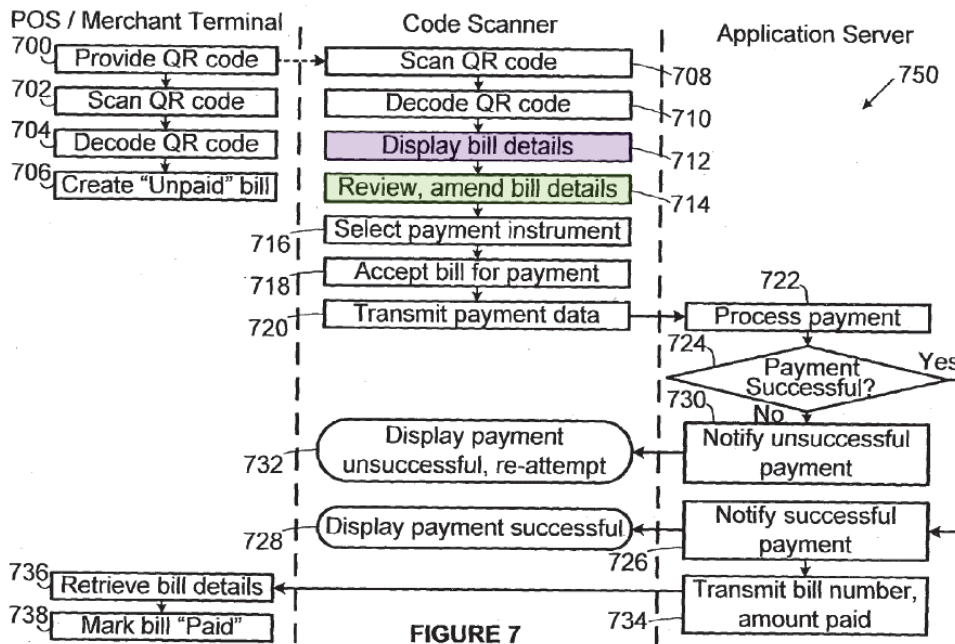 POS / Merchant Terminal
Code Scanner
Application Server
700
Provide QR code
Scan QR code
708
750
702
Scan QR code
Decode QR code
710
704
Decode QR code
Display bill details
712
706
Create "Unpaid" bill
Review, amend bill details
714
716
Select payment instrument
718
Accept bill for payment
722
720
Transmit payment data
Process payment
724
Payment
Successful?
Yes
730
No
732
Display payment
unsuccessful, re-attempt
Notify unsuccessful
payment
728
Display payment successful
Notify successful
payment
726
736
Retrieve bill details
Transmit bill number,
amount paid
734
738
Mark bill "Paid"
FIGURE 7